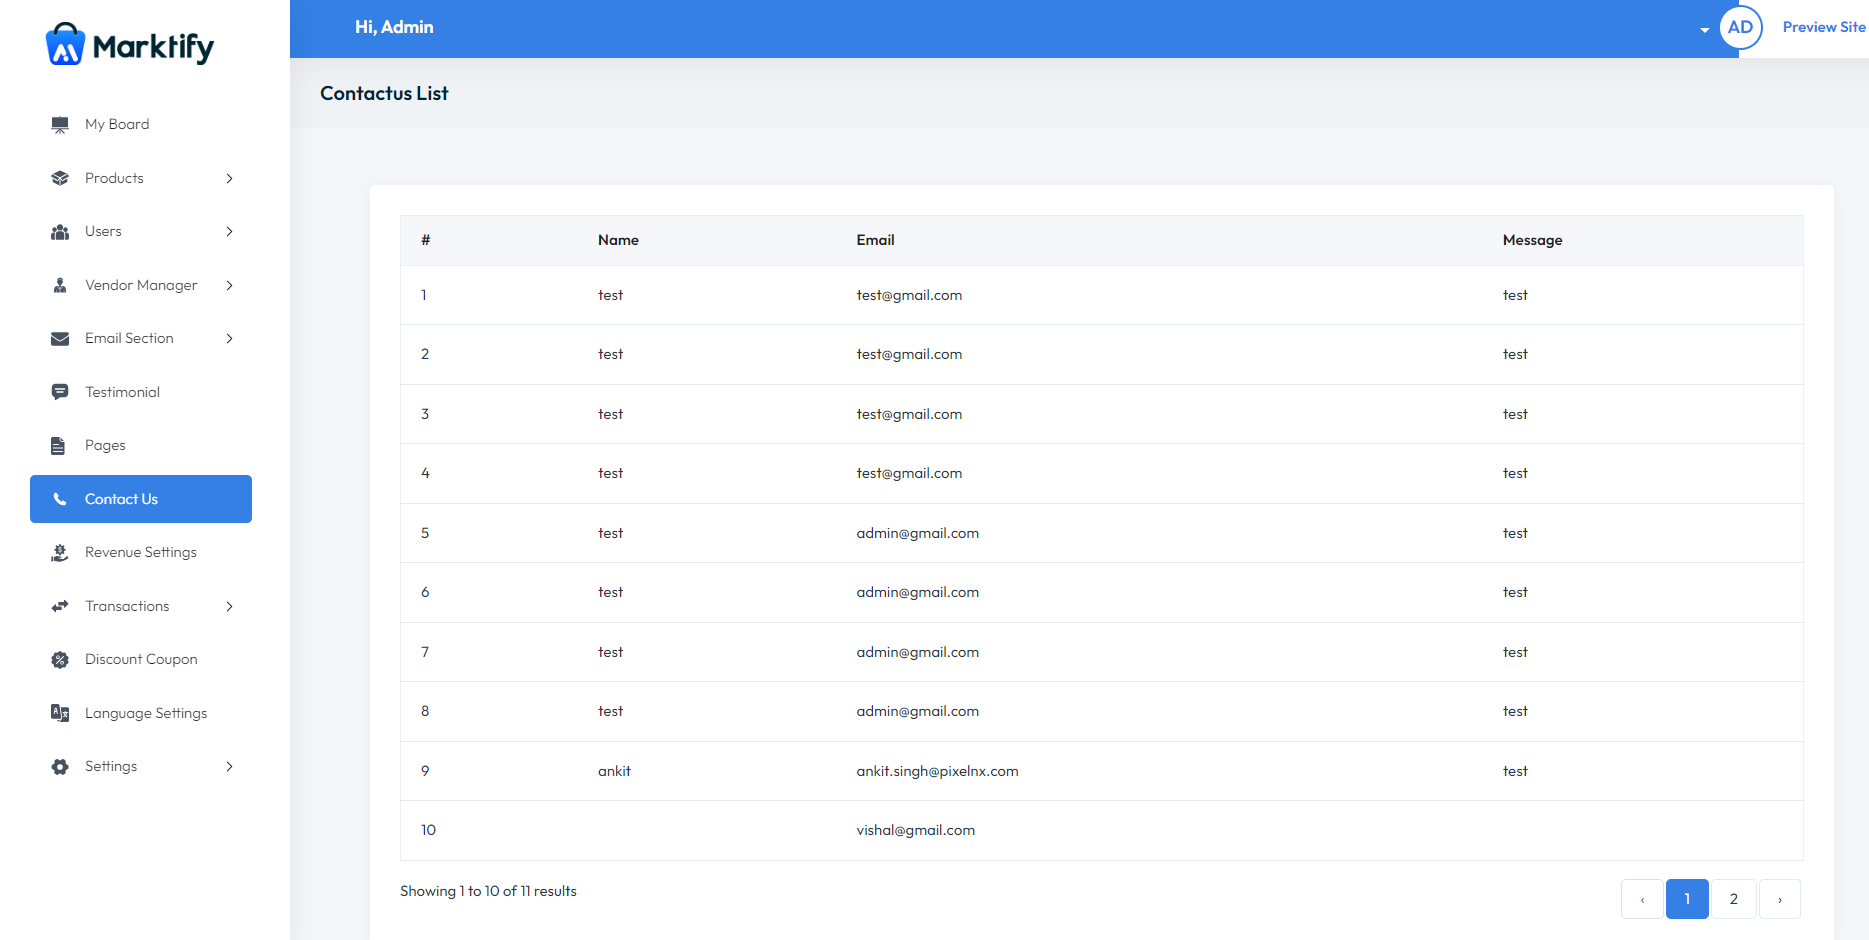 Marktify
Hi, Admin
AD
Preview Site
Contactus List
My Board
Products
Users
Vendor Manager
Email Section
Testimonial
Pages
Contact Us
Revenue Settings
Transactions
Discount Coupon
Language Settings
Settings
# Name Email Message
1 test test@gmail.com test
2 test test@gmail.com test
3 test test@gmail.com test
4 test test@gmail.com test
5 test admin@gmail.com test
6 test admin@gmail.com test
7 test admin@gmail.com test
8 test admin@gmail.com test
9 ankit ankit.singh@pixelnx.com test
10 vishal@gmail.com
Showing 1 to 10 of 11 results
‹ 1 2 ›